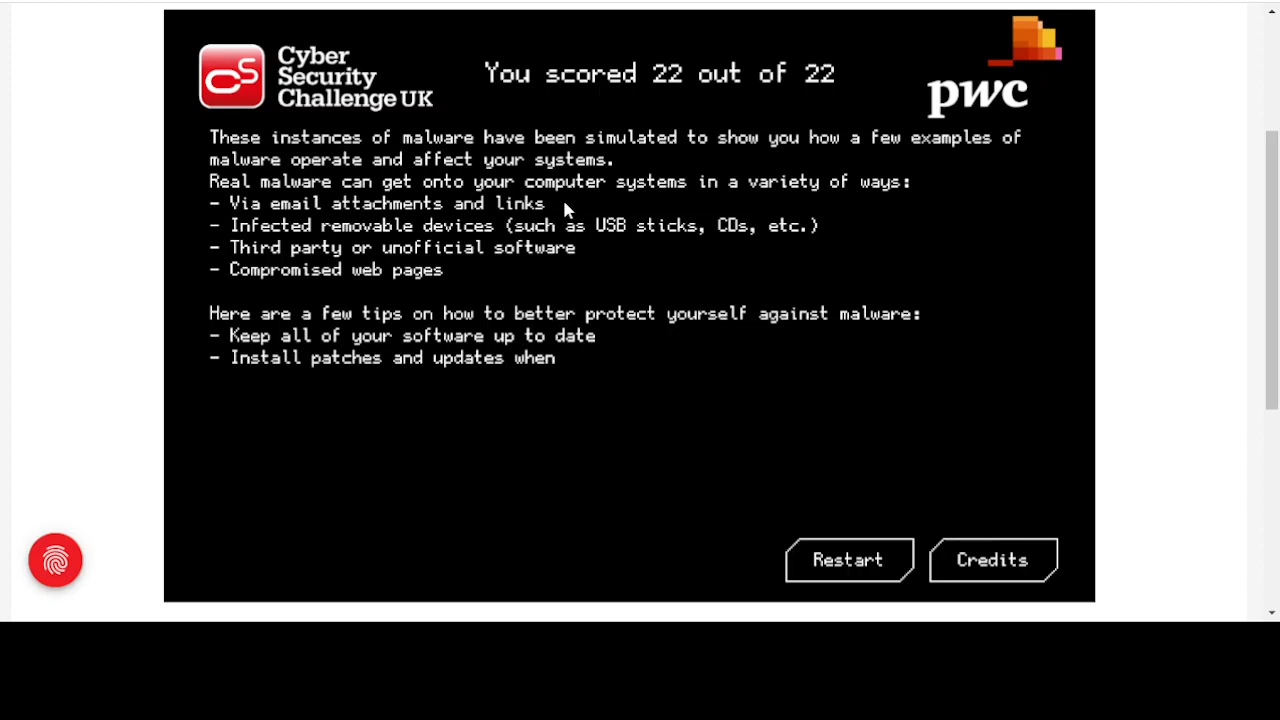 Cyber
Security
Challenge UK
You scored 22 out of 22
pwc
These instances of malware have been simulated to show you how a few examples of
malware operate and affect your systems.
Real malware can get onto your computer systems in a variety of ways:
- Via email attachments and links
- Infected removable devices (such as USB sticks, CDs, etc.)
- Third party or unofficial software
- Compromised web pages
Here are a few tips on how to better protect yourself against malware:
- Keep all of your software up to date
- Install patches and updates when
Restart
Credits